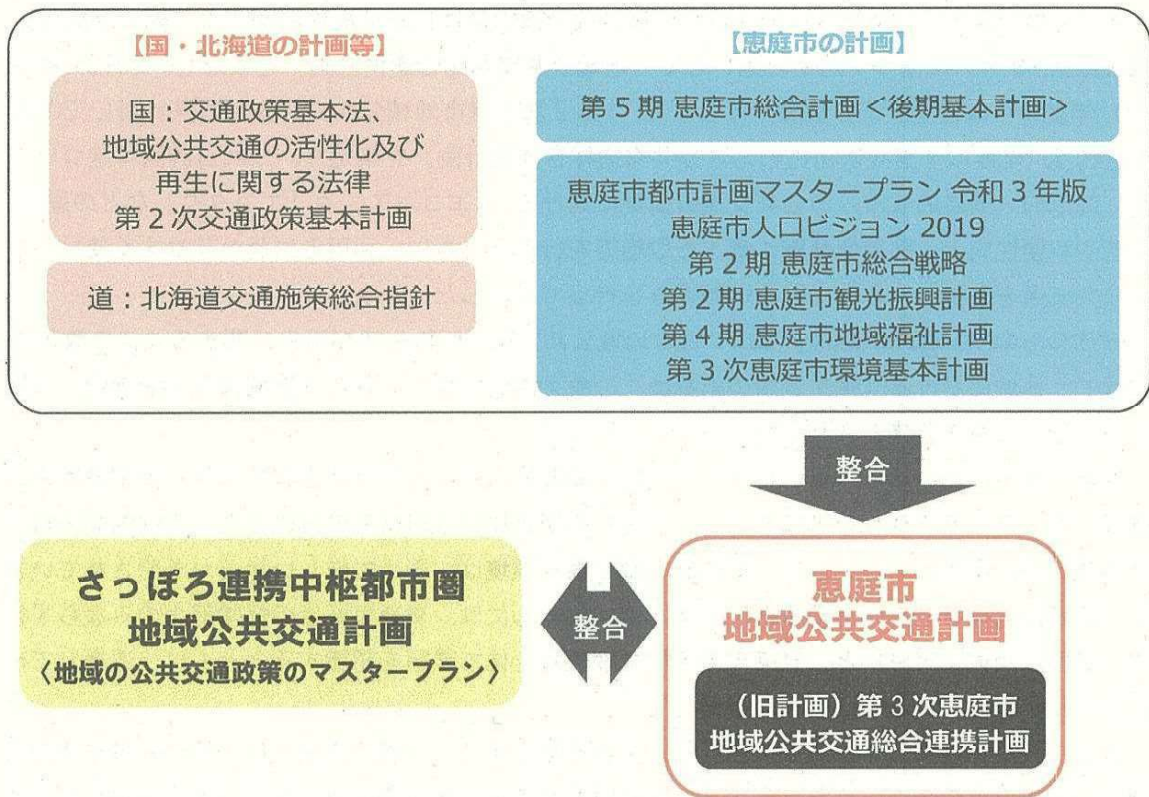 【国・北海道の計画等】
国：交通政策基本法、
地域公共交通の活性化及び
再生に関する法律
第２次交通政策基本計画
道：北海道交通施策総合指針
【恵庭市の計画】
第５期 恵庭市総合計画＜後期基本計画＞
恵庭市都市計画マスタープラン 令和３年版
恵庭市人口ビジョン 2019
第２期 恵庭市総合戦略
第２期 恵庭市観光振興計画
第４期 恵庭市地域福祉計画
第３次恵庭市環境基本計画
整合
さっぽろ連携中枢都市圏
地域公共交通計画
〈地域の公共交通政策のマスタープラン〉
整合
恵庭市
地域公共交通計画
（旧計画）第３次恵庭市
地域公共交通総合連携計画